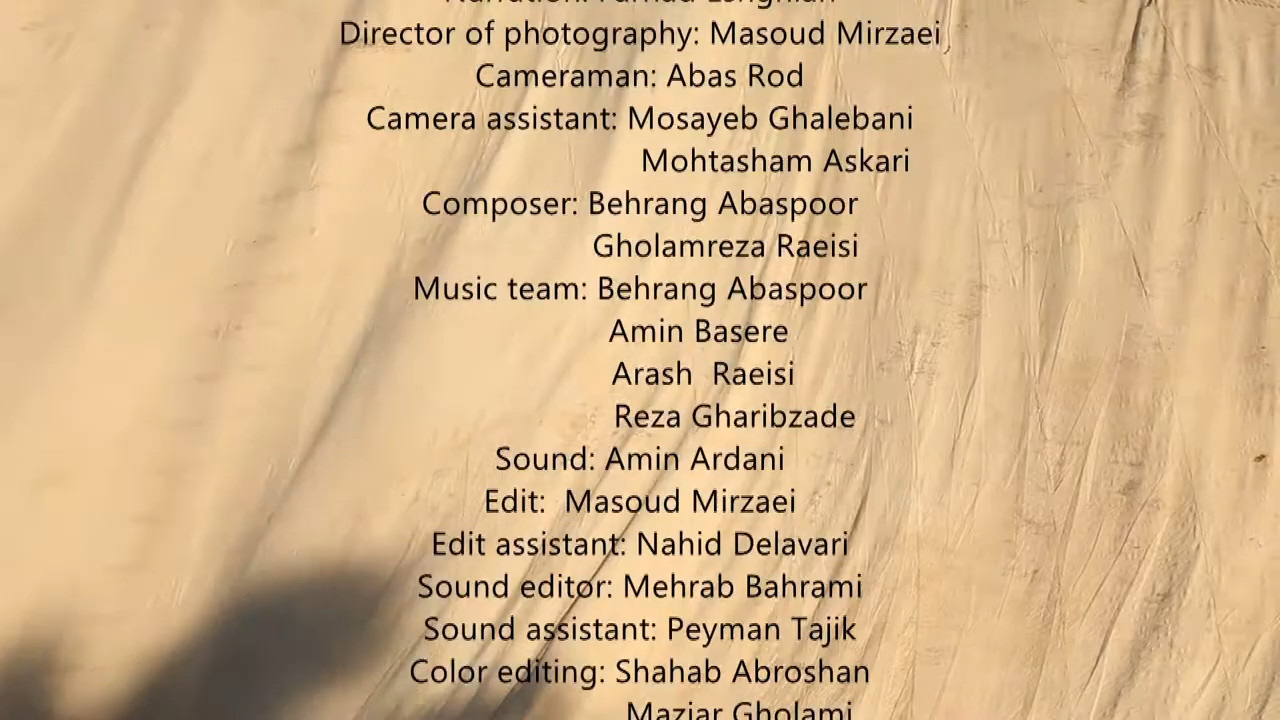 Director of photography: Masoud Mirzaei
Cameraman: Abas Rod
Camera assistant: Mosayeb Ghalebani
Mohtasham Askari
Composer: Behrang Abaspoor
Gholamreza Raeisi
Music team: Behrang Abaspoor
Amin Basere
Arash  Raeisi
Reza Gharibzade
Sound: Amin Ardani
Edit:  Masoud Mirzaei
Edit assistant: Nahid Delavari
Sound editor: Mehrab Bahrami
Sound assistant: Peyman Tajik
Color editing: Shahab Abroshan
Maziar Gholami